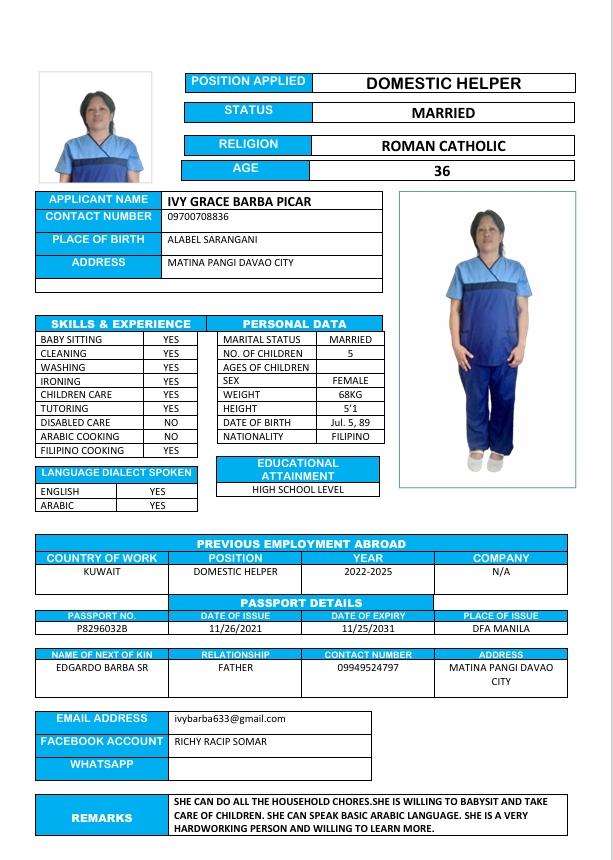 POSITION APPLIED DOMESTIC HELPER
STATUS MARRIED
RELIGION ROMAN CATHOLIC
AGE 36
APPLICANT NAME IVY GRACE BARBA PICAR
CONTACT NUMBER 09700708836
PLACE OF BIRTH ALABEL SARANGANI
ADDRESS MATINA PANGI DAVAO CITY
SKILLS & EXPERIENCE PERSONAL DATA
BABY SITTING YES MARITAL STATUS MARRIED
CLEANING YES NO. OF CHILDREN 5
WASHING YES AGES OF CHILDREN
IRONING YES SEX FEMALE
CHILDREN CARE YES WEIGHT 68KG
TUTORING YES HEIGHT 5'1
DISABLED CARE NO DATE OF BIRTH Jul. 5, 89
ARABIC COOKING NO NATIONALITY FILIPINO
FILIPINO COOKING YES
LANGUAGE DIALECT SPOKEN
ENGLISH YES
ARABIC YES
EDUCATIONAL
ATTAINMENT
HIGH SCHOOL LEVEL
PREVIOUS EMPLOYMENT ABROAD
COUNTRY OF WORK POSITION YEAR COMPANY
KUWAIT DOMESTIC HELPER 2022-2025 N/A
PASSPORT DETAILS
PASSPORT NO. DATE OF ISSUE DATE OF EXPIRY PLACE OF ISSUE
P8296032B 11/26/2021 11/25/2031 DFA MANILA
NAME OF NEXT OF KIN RELATIONSHIP CONTACT NUMBER ADDRESS
EDGARDO BARBA SR FATHER 09949524797 MATINA PANGI DAVAO
CITY
EMAIL ADDRESS ivybarba633@gmail.com
FACEBOOK ACCOUNT RICHY RACIP SOMAR
WHATSAPP
REMARKS
SHE CAN DO ALL THE HOUSEHOLD CHORES.SHE IS WILLING TO BABYSIT AND TAKE
CARE OF CHILDREN. SHE CAN SPEAK BASIC ARABIC LANGUAGE. SHE IS A VERY
HARDWORKING PERSON AND WILLING TO LEARN MORE.